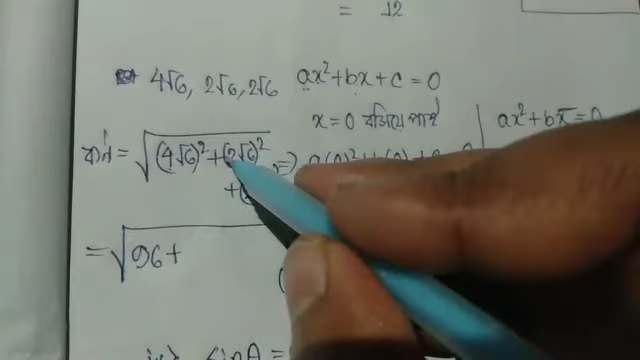 = 12
4√6, 2√6, 2√6 ax² + bx + c = 0
x = 0 বসিয়ে পাই
ax² + bx = 0
কর্ণ = √(4√6)² + (2√6)²
+(
= √96 +
sin A =